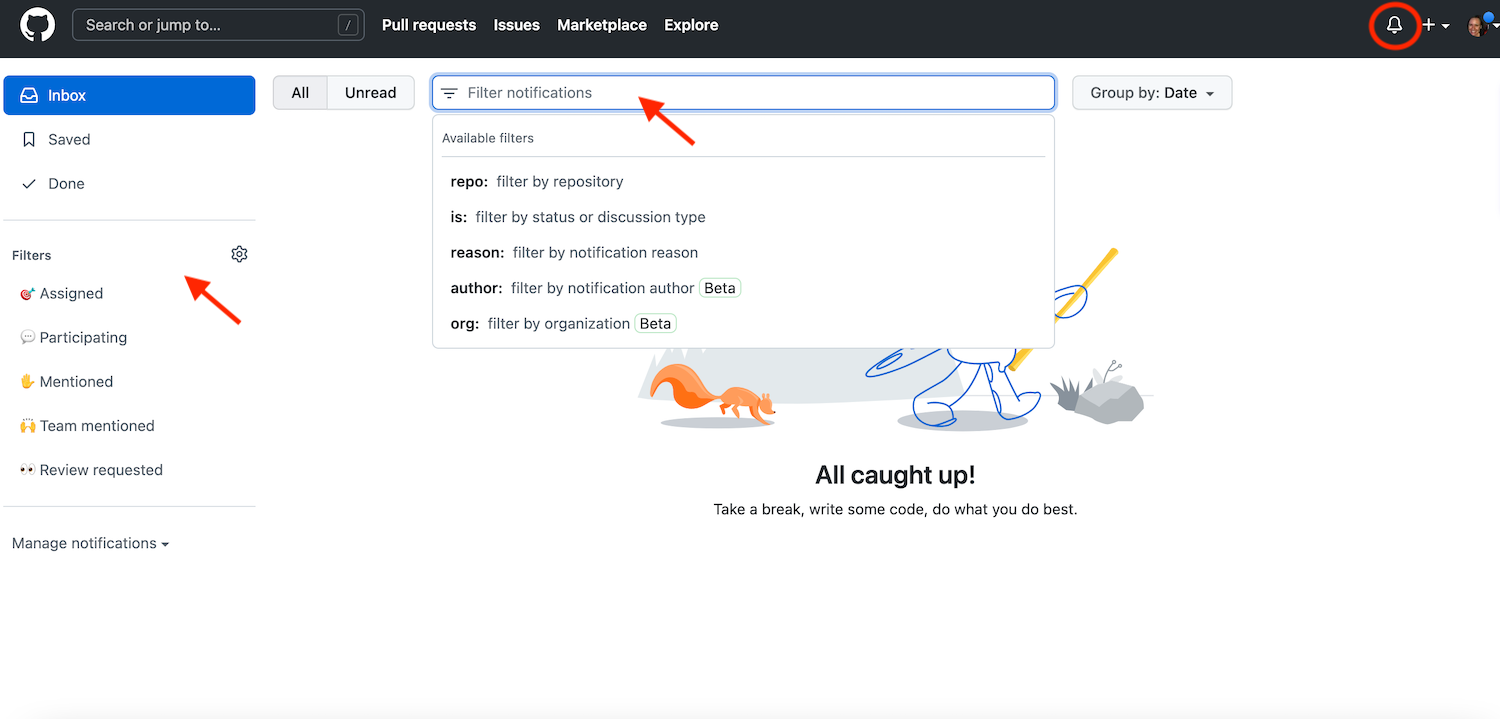 Search or jump to... /
Pull requests Issues Marketplace Explore
Inbox
Saved
Done
Filters
Assigned
Participating
Mentioned
Team mentioned
Review requested
Manage notifications
All Unread Filter notifications Group by: Date
Available filters
repo: filter by repository
is: filter by status or discussion type
reason: filter by notification reason
author: filter by notification author Beta
org: filter by organization Beta
All caught up!
Take a break, write some code, do what you do best.